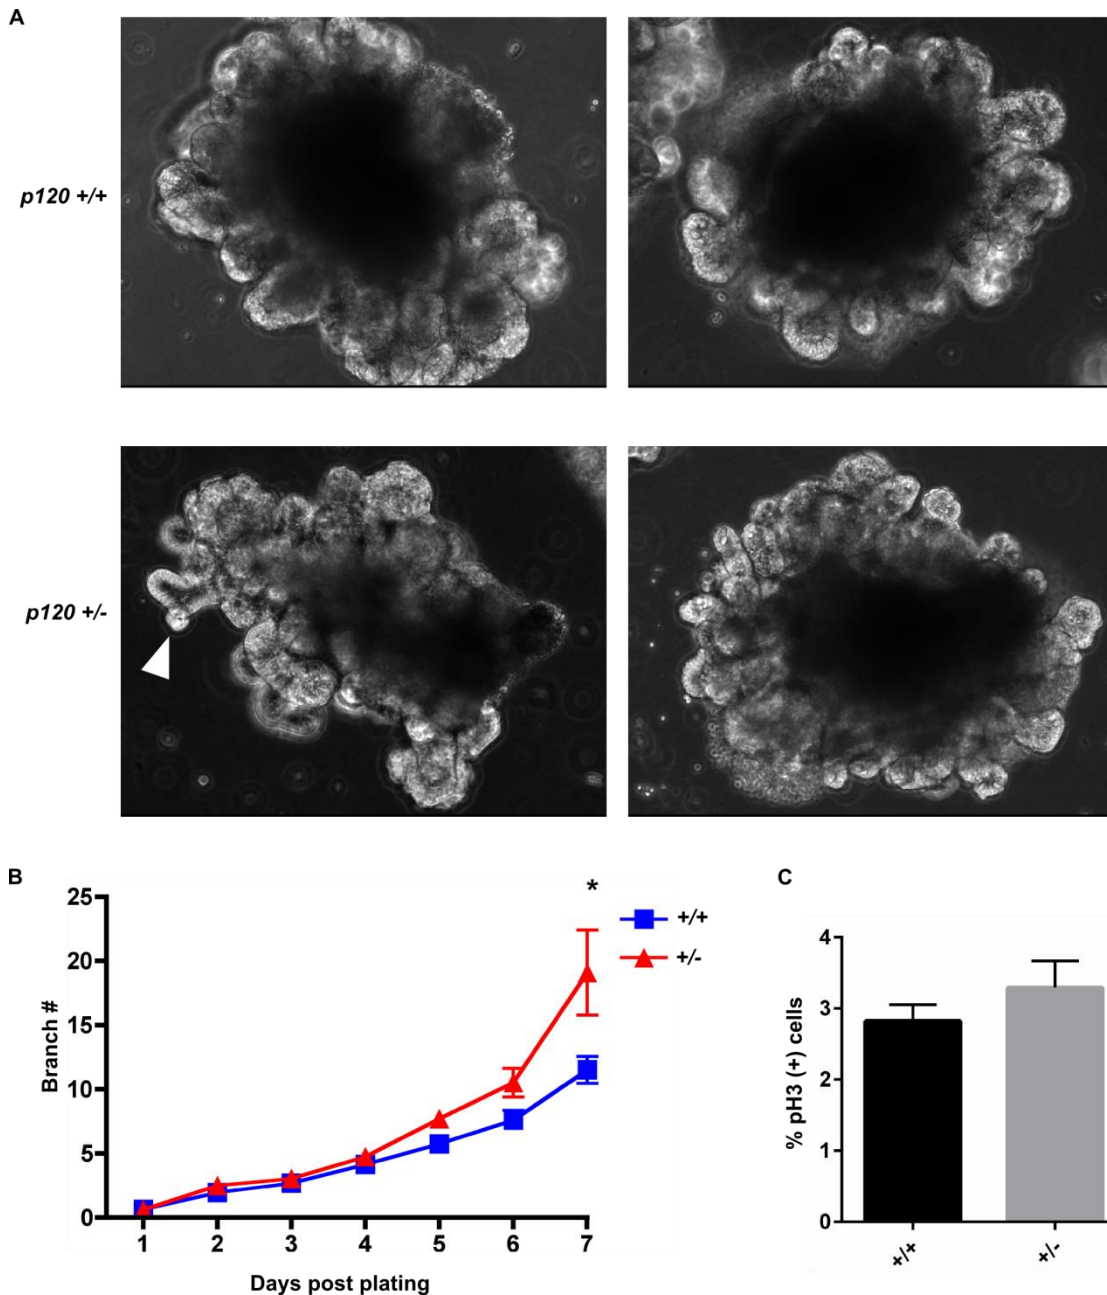 A
p120 +/+
p120 +/-
B
25
20
15
10
5
0
Branch #
1 2 3 4 5 6 7
Days post plating
*
+/+
+/-
C
4
3
2
1
0
% pH3 (+) cells
+/+
+/-